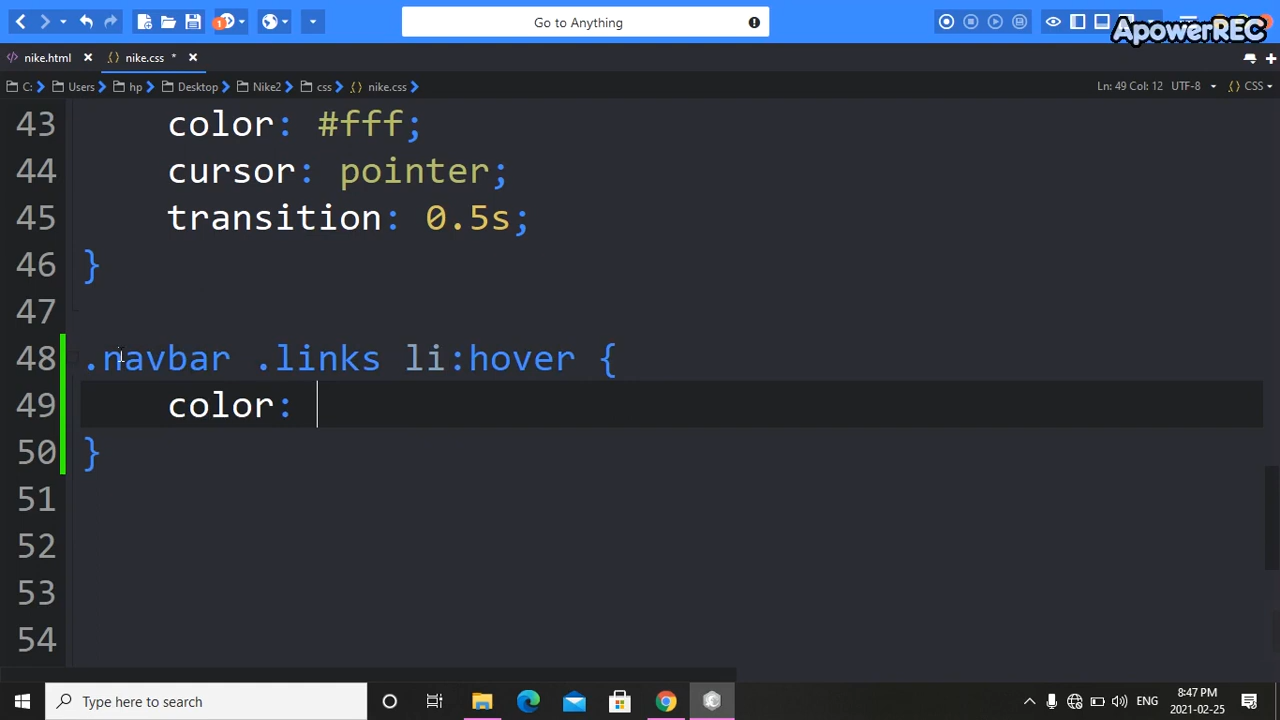 Go to Anything
1
ApowerREC
nike.html
nike.css *
C: Users hp Desktop Nike2 css nike.css
Ln: 49 Col: 12 UTF-8 CSS
43 color: #fff;
44 cursor: pointer;
45 transition: 0.5s;
46 }
47
48 .navbar .links li:hover {
49 color:
50 }
51
52
53
54
Type here to search
ENG
8:47 PM
2021-02-25